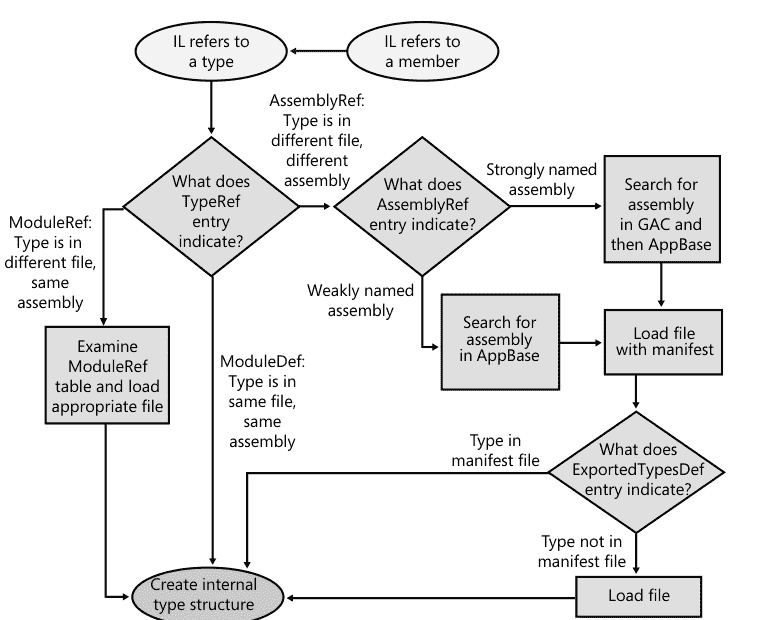 IL refers to
a type
IL refers to
a member
AssemblyRef:
Type is in
different file,
different
assembly
What does
TypeRef
entry
indicate?
What does
AssemblyRef
entry indicate?
Strongly named
assembly
Search for
assembly
in GAC and
then AppBase
ModuleRef:
Type is in
different file,
same
assembly
Weakly named
assembly
Search for
assembly
in AppBase
Load file
with manifest
Examine
ModuleRef
table and load
appropriate file
ModuleDef:
Type is in
same file,
same
assembly
Type in
manifest file
What does
ExportedTypesDef
entry indicate?
Type not in
manifest file
Create internal
type structure
Load file